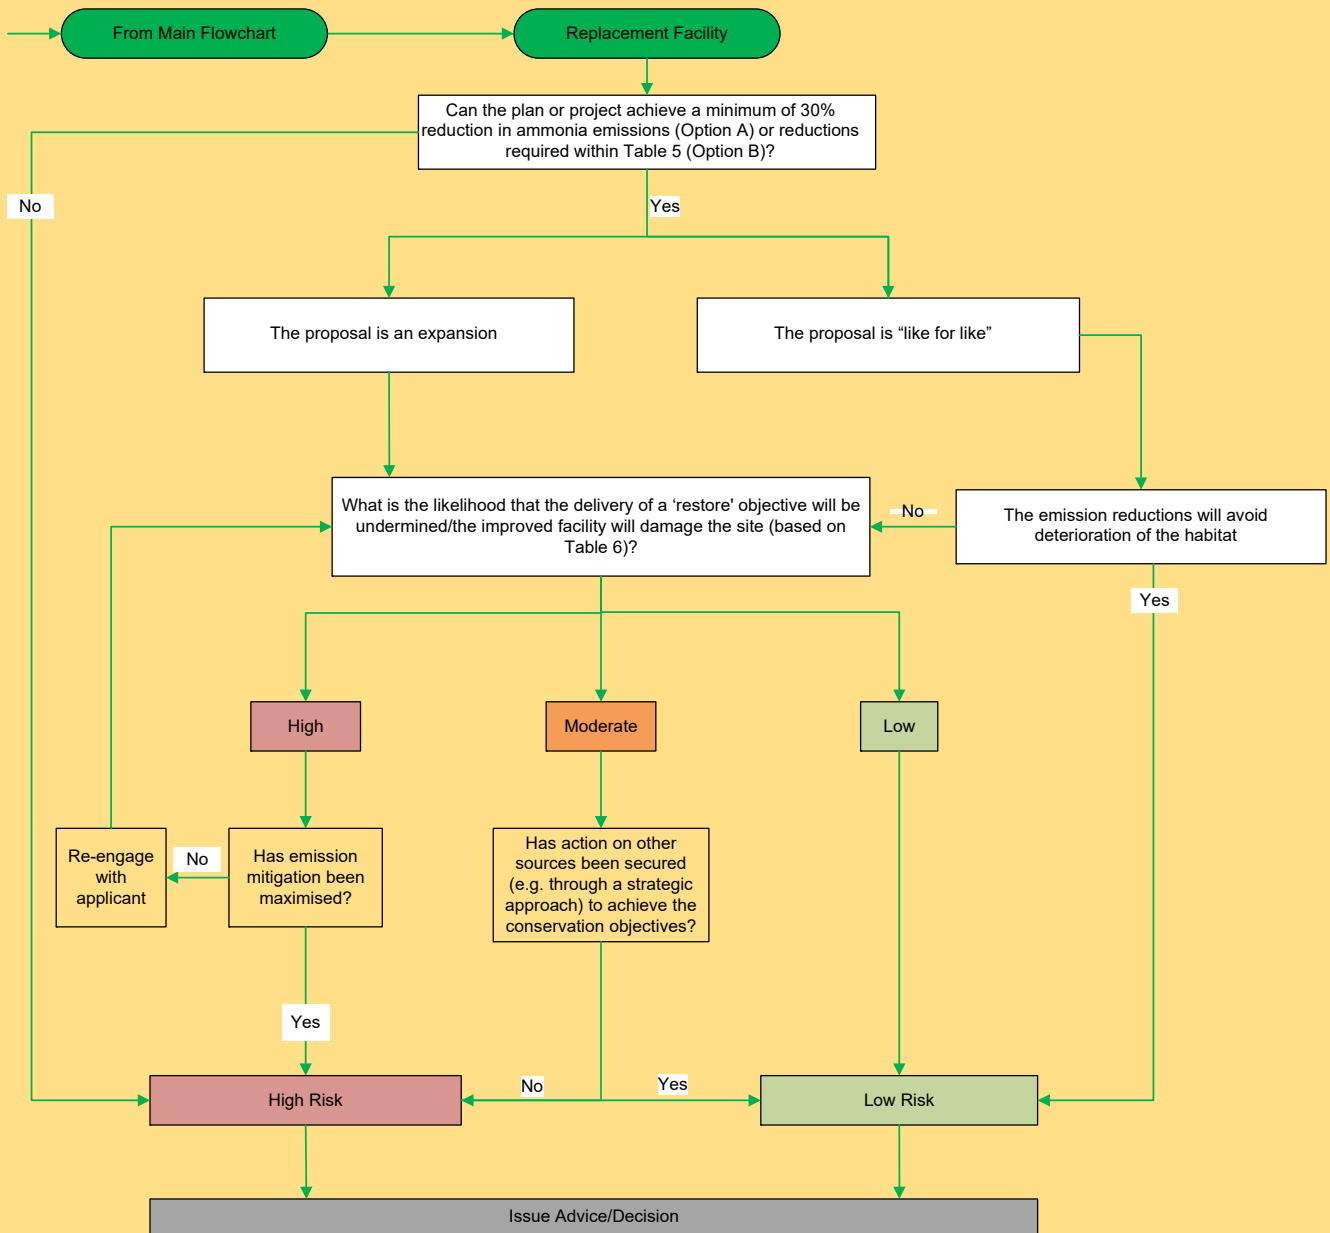 From Main Flowchart
Replacement Facility
Can the plan or project achieve a minimum of 30%
reduction in ammonia emissions (Option A) or reductions
required within Table 5 (Option B)?
No
Yes
The proposal is an expansion
The proposal is “like for like”
What is the likelihood that the delivery of a ‘restore' objective will be
undermined/the improved facility will damage the site (based on
Table 6)?
No
The emission reductions will avoid
deterioration of the habitat
Yes
High
Moderate
Low
Re-engage
with
applicant
No
Has emission
mitigation been
maximised?
Has action on other
sources been secured
(e.g. through a strategic
approach) to achieve the
conservation objectives?
Yes
No
Yes
High Risk
Low Risk
Issue Advice/Decision